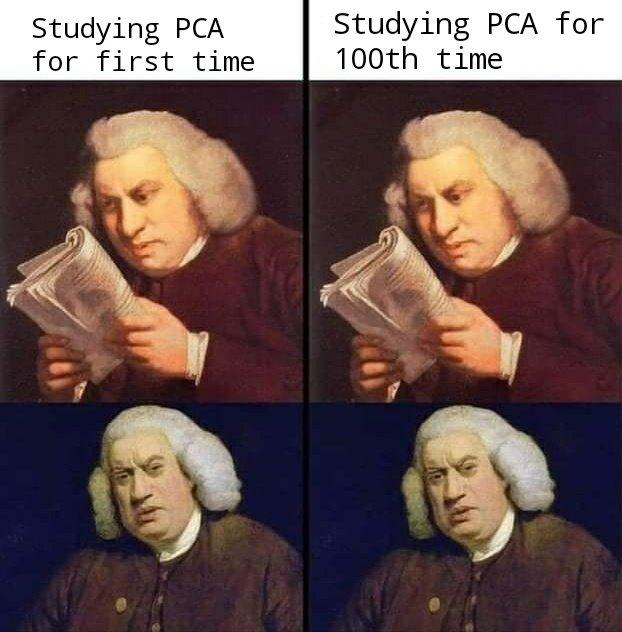 Studying PCA
for first time
Studying PCA for
100th time